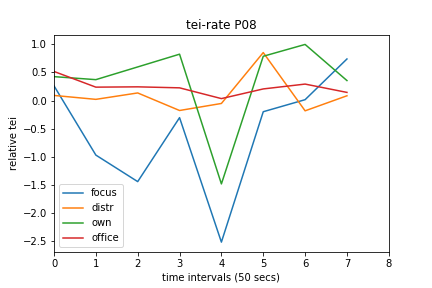 tei-rate P08
1.0
0.5
0.0
−0.5
−1.0
−1.5
−2.0
−2.5
relative tei
focus
distr
own
office
0 1 2 3 4 5 6 7 8
time intervals (50 secs)